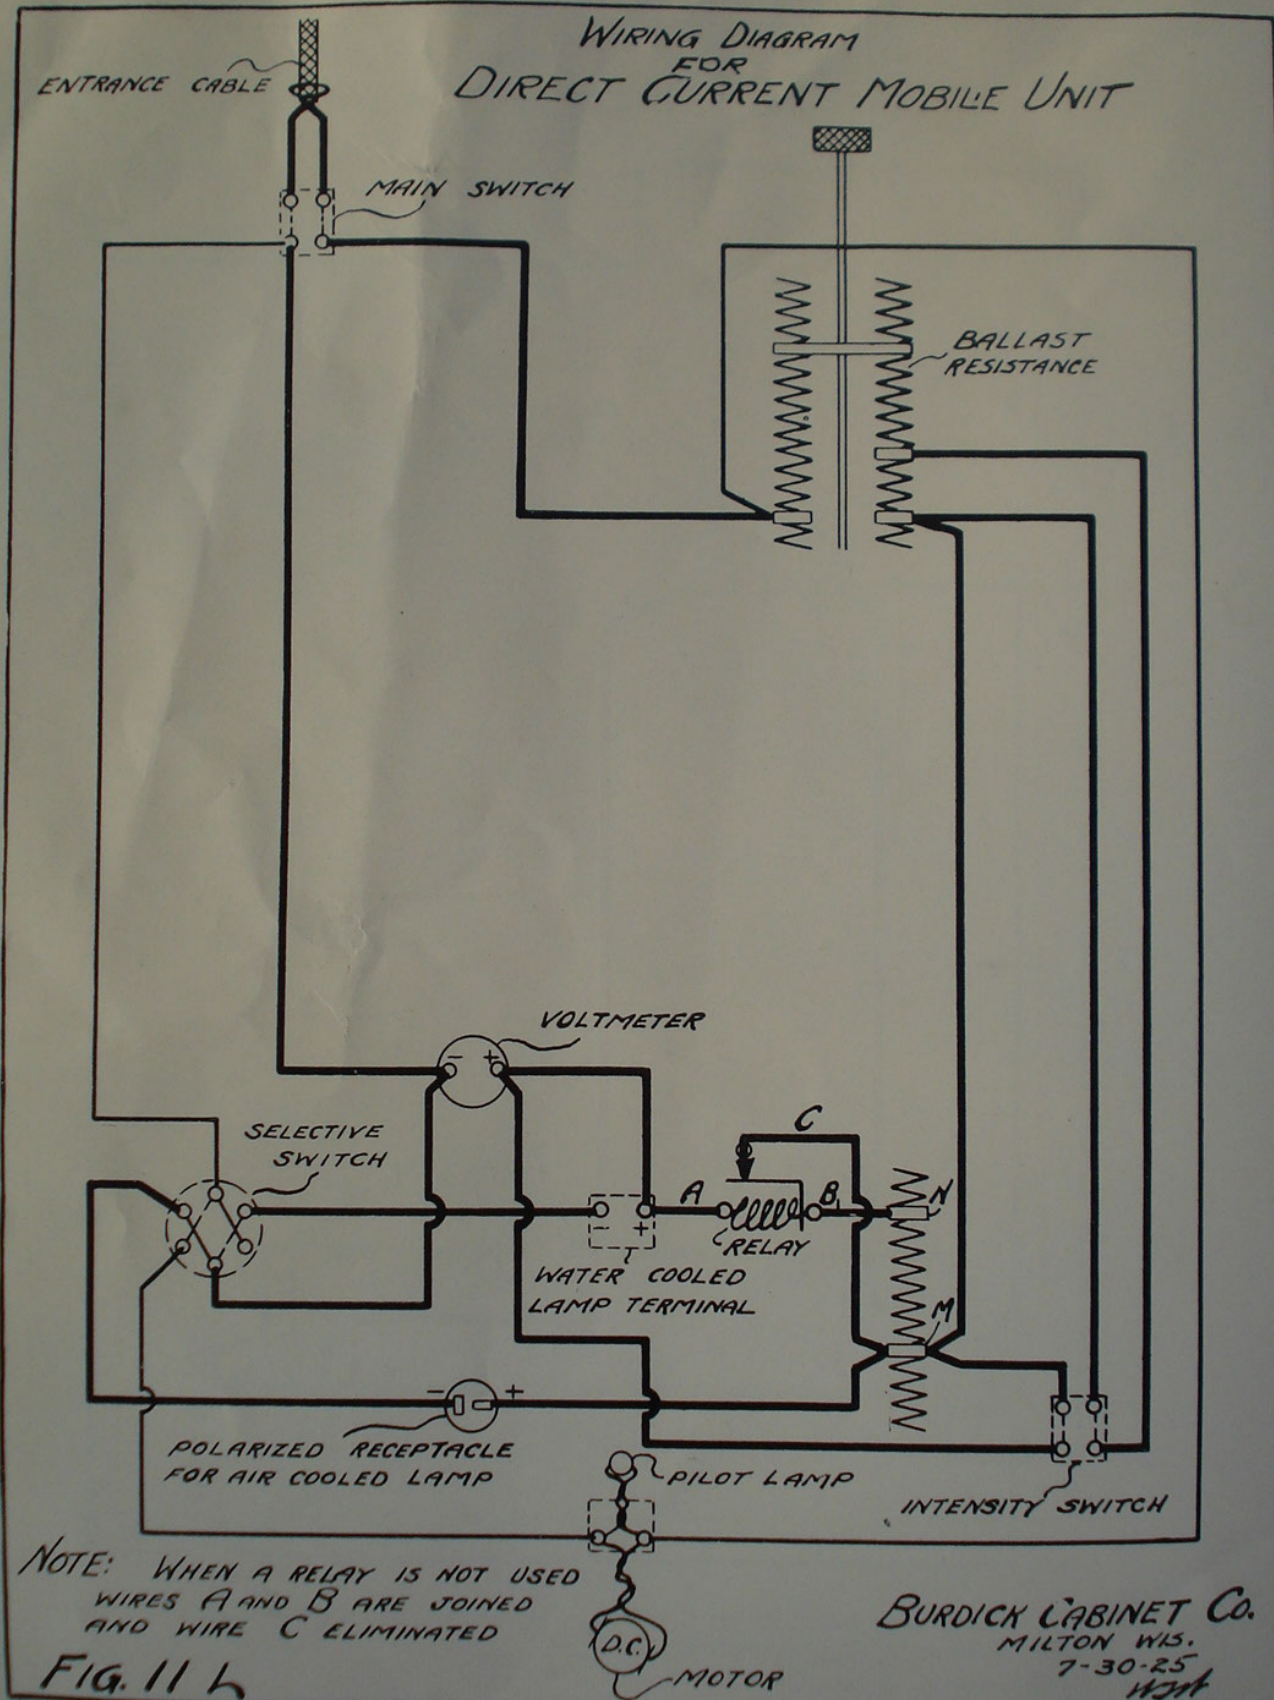 WIRING DIAGRAM
FOR
DIRECT CURRENT MOBILE UNIT
ENTRANCE CABLE
MAIN SWITCH
BALLAST
RESISTANCE
VOLTMETER
- +
SELECTIVE
SWITCH
C
A
B
N
- +
RELAY
WATER COOLED
LAMP TERMINAL
M
- +
POLARIZED RECEPTACLE
FOR AIR COOLED LAMP
PILOT LAMP
INTENSITY SWITCH
NOTE: WHEN A RELAY IS NOT USED
WIRES A AND B ARE JOINED
AND WIRE C ELIMINATED
D.C.
MOTOR
BURDICK CABINET CO.
MILTON WIS.
7-30-25
FIG. 11